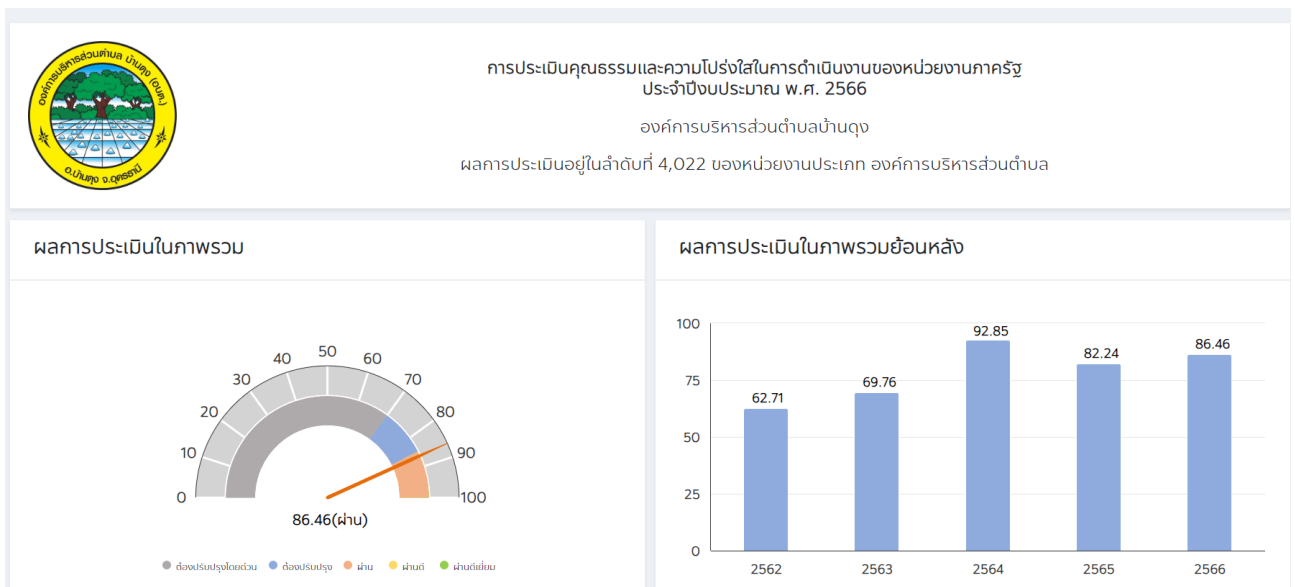 องค์การบริหารส่วนตำบล บ้านดุง (อบต.)
อ.บ้านดุง จ.อุดรธานี
การประเมินคุณธรรมและความโปร่งใสในการดำเนินงานของหน่วยงานภาครัฐ
ประจำปีงบประมาณ พ.ศ. 2566
องค์การบริหารส่วนตำบลบ้านดุง
ผลการประเมินอยู่ในลำดับที่ 4,022 ของหน่วยงานประเภท องค์การบริหารส่วนตำบล
ผลการประเมินในภาพรวม
0
10
20
30
40
50
60
70
80
90
100
86.46(ผ่าน)
ต้องปรับปรุงโดยด่วน ต้องปรับปรุง ผ่าน ผ่านดี ผ่านดีเยี่ยม
ผลการประเมินในภาพรวมย้อนหลัง
100
75
50
25
0
62.71
69.76
92.85
82.24
86.46
2562 2563 2564 2565 2566